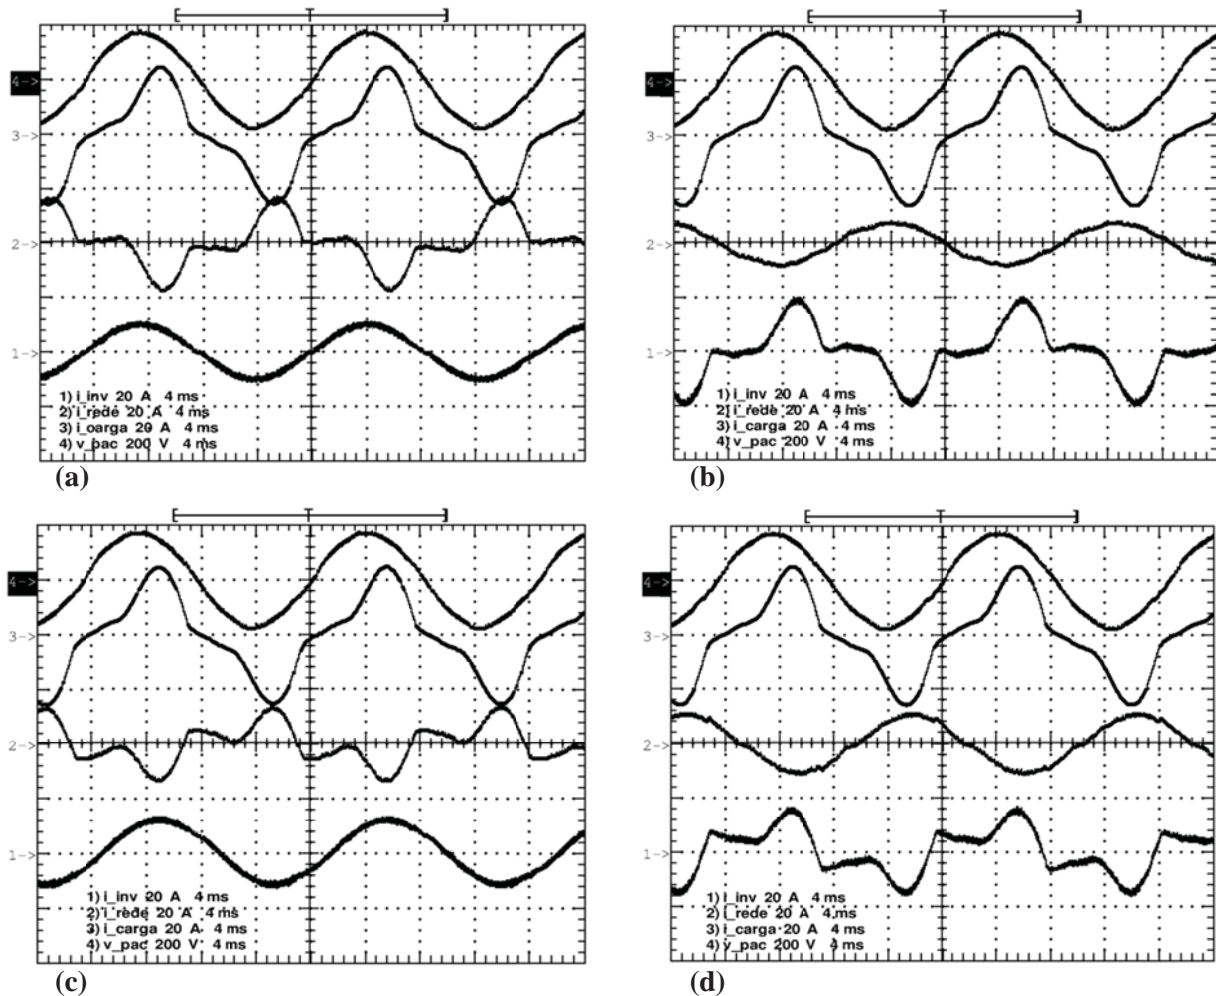 4->
3->
2->
1->
1) i_inv 20 A 4 ms
2) i_rede 20 A 4 ms
3) i_oarga 20 A 4 ms
4) v_pac 200 V 4 ms
(a)
4->
3->
2->
1->
1) i_inv 20 A 4 ms
2) i_rede 20 A 4 ms
3) i_carga 20 A 4 ms
4) v_pac 200 V 4 ms
(b)
4->
3->
2->
1->
1) i_inv 20 A 4 ms
2) i_rede 20 A 4 ms
3) i_carga 20 A 4 ms
4) v_pac 200 V 4 ms
(c)
4->
3->
2->
1->
1) i_inv 20 A 4 ms
2) i_rede 20 A 4 ms
3) i_carga 20 A 4 ms
4) v_pac 200 V 4 ms
(d)